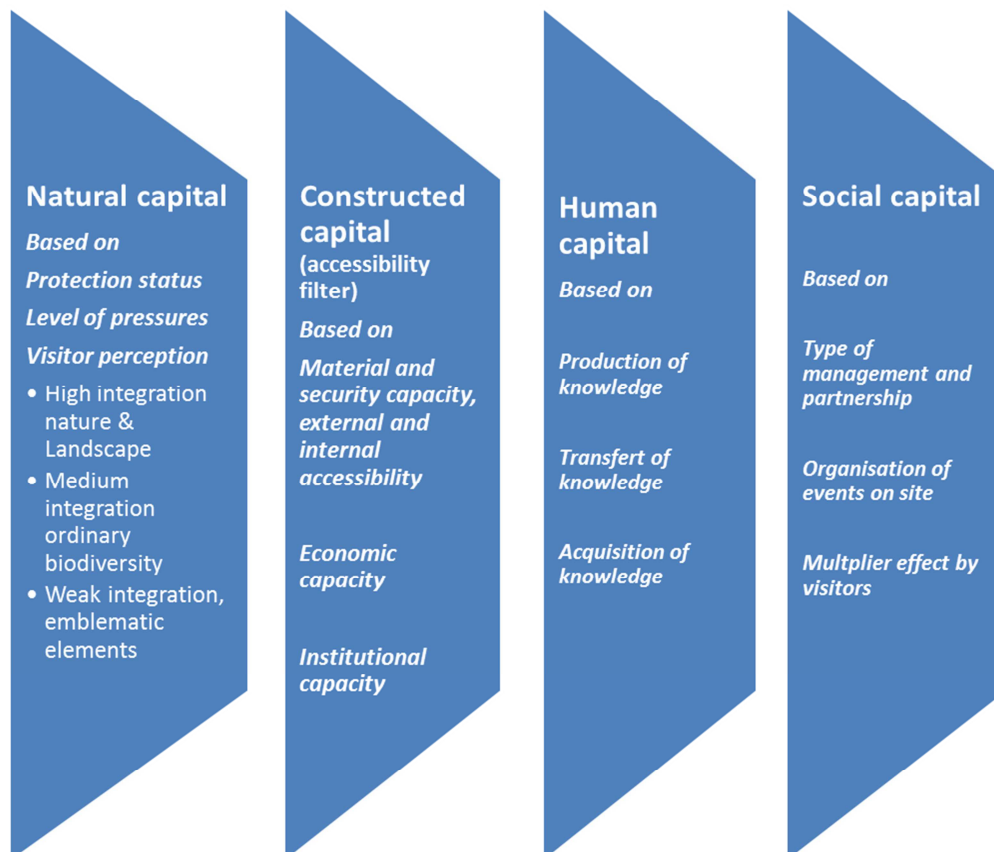 Natural capital
Based on
Protection status
Level of pressures
Visitor perception
• High integration
nature &
Landscape
• Medium
integration
ordinary
biodiversity
• Weak integration,
emblematic
elements
Constructed
capital
(accessibility
filter)
Based on
Material and
security capacity,
external and
internal
accessibility
Economic
capacity
Institutional
capacity
Human
capital
Based on
Production of
knowledge
Transfert of
knowledge
Acquisition of
knowledge
Social capital
Based on
Type of
management and
partnership
Organisation of
events on site
Multplier effect by
visitors